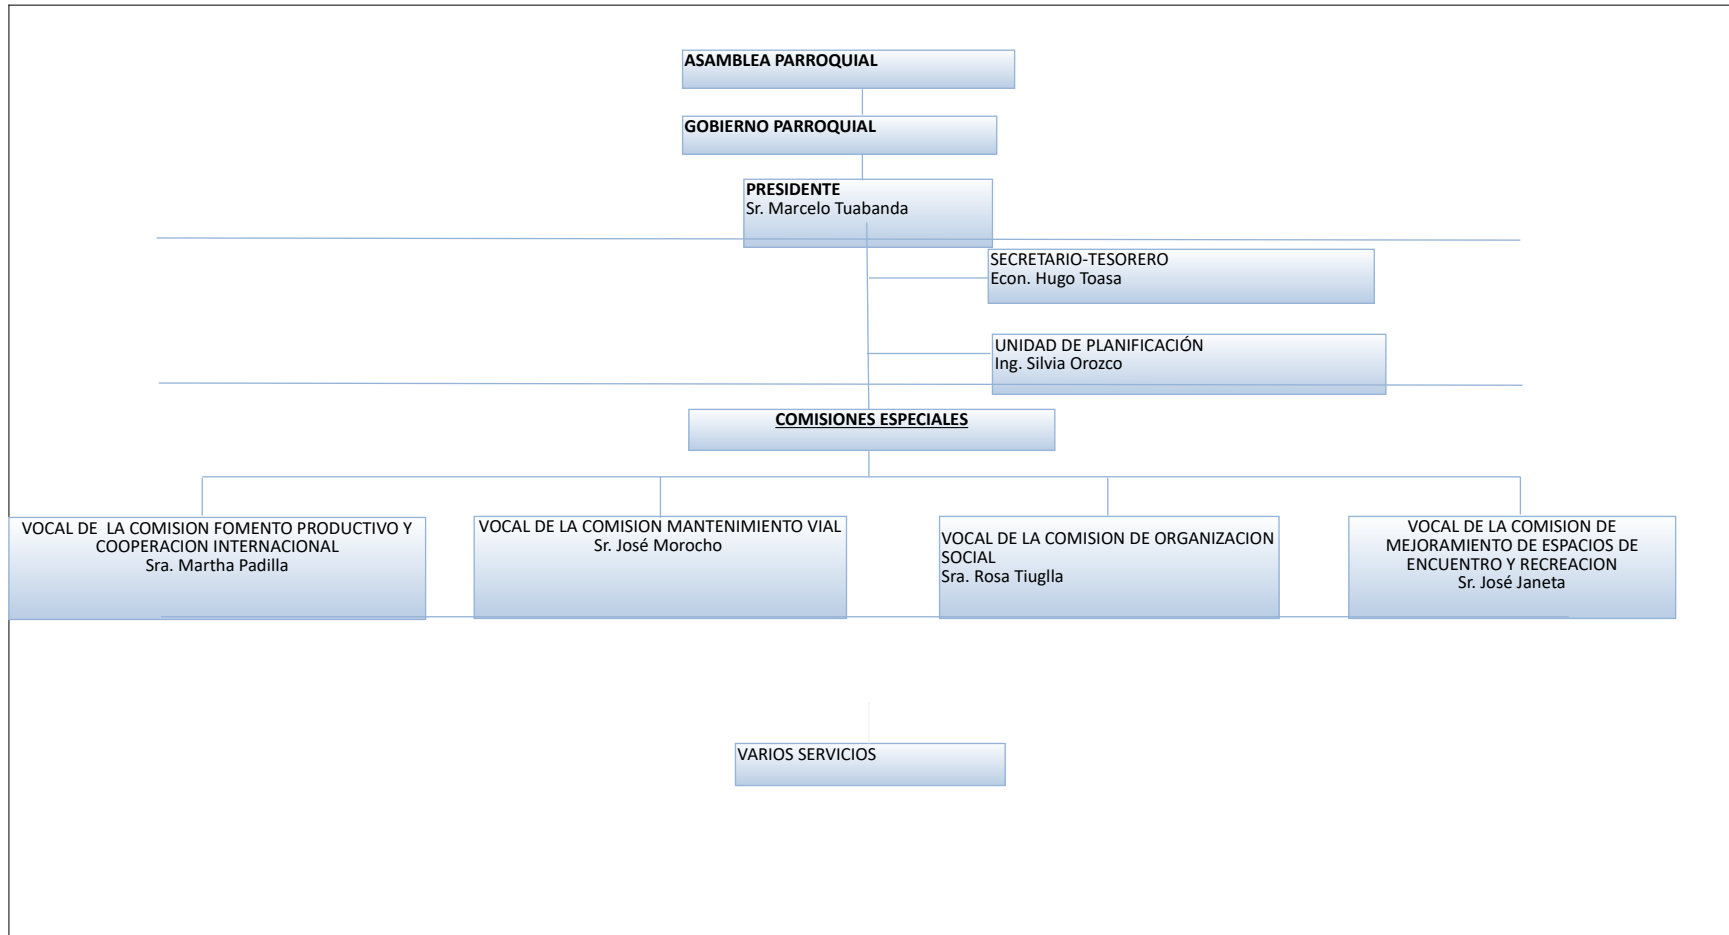 ASAMBLEA PARROQUIAL
GOBIERNO PARROQUIAL
PRESIDENTE
Sr. Marcelo Tuabanda
SECRETARIO-TESORERO
Econ. Hugo Toasa
UNIDAD DE PLANIFICACIÓN
Ing. Silvia Orozco
COMISIONES ESPECIALES
VOCAL DE LA COMISION FOMENTO PRODUCTIVO Y
COOPERACION INTERNACIONAL
Sra. Martha Padilla
VOCAL DE LA COMISION MANTENIMIENTO VIAL
Sr. José Morocho
VOCAL DE LA COMISION DE ORGANIZACION
SOCIAL
Sra. Rosa Tiuglla
VOCAL DE LA COMISION DE
MEJORAMIENTO DE ESPACIOS DE
ENCUENTRO Y RECREACION
Sr. José Janeta
VARIOS SERVICIOS